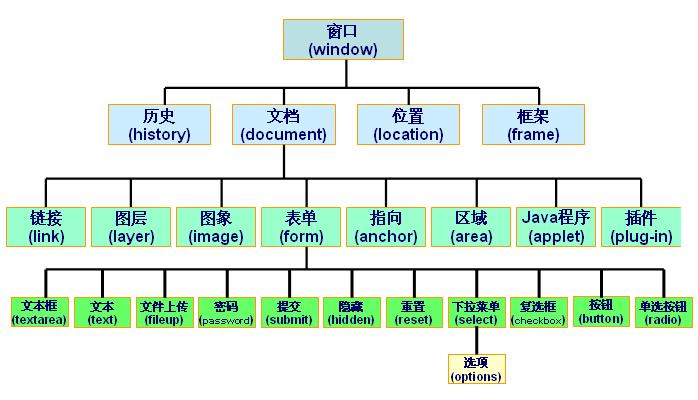 窗口
(window)
历史
(history)
文档
(document)
位置
(location)
框架
(frame)
链接
(link)
图层
(layer)
图象
(image)
表单
(form)
指向
(anchor)
区域
(area)
Java程序
(applet)
插件
(plug-in)
文本框
(textarea)
文本
(text)
文件上传
(fileup)
密码
(password)
提交
(submit)
隐藏
(hidden)
重置
(reset)
下拉菜单
(select)
复选框
(checkbox)
按钮
(button)
单选按钮
(radio)
选项
(options)